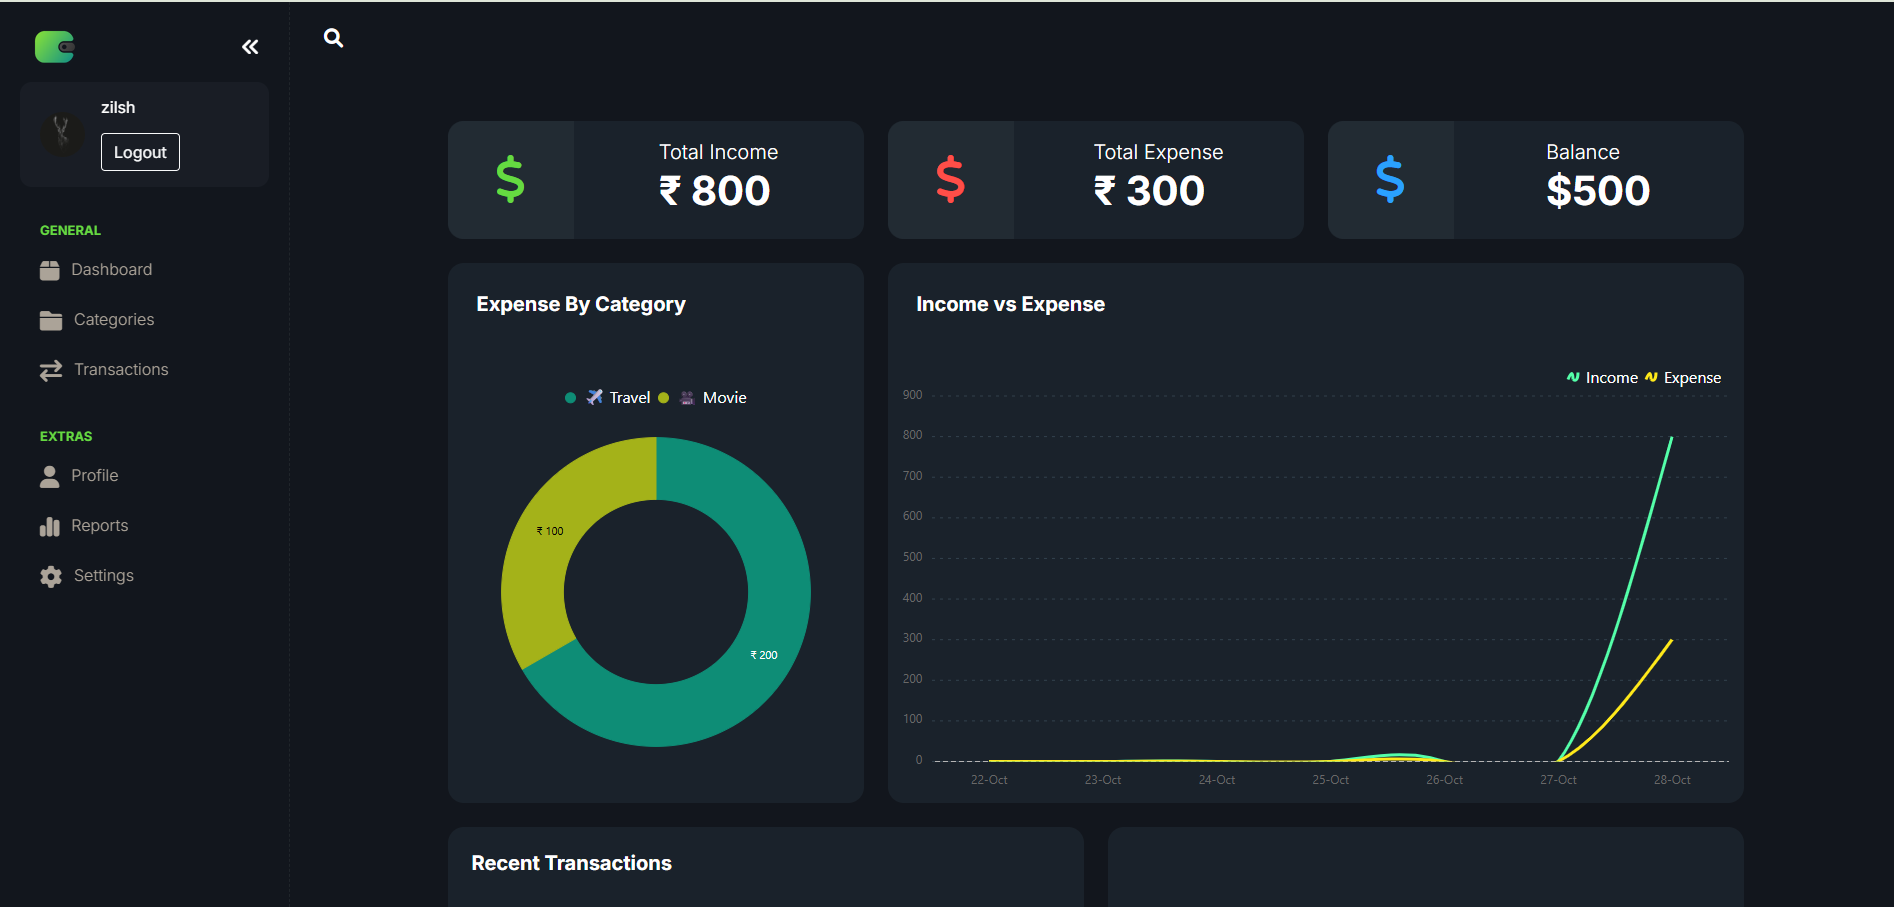 zilsh
Logout
GENERAL
Dashboard
Categories
Transactions
EXTRAS
Profile
Reports
Settings
Total Income
₹ 800
Total Expense
₹ 300
Balance
$500
Expense By Category
Travel Movie
₹ 100
₹ 200
Income vs Expense
Income Expense
900
800
700
600
500
400
300
200
100
0
22-Oct 23-Oct 24-Oct 25-Oct 26-Oct 27-Oct 28-Oct
Recent Transactions